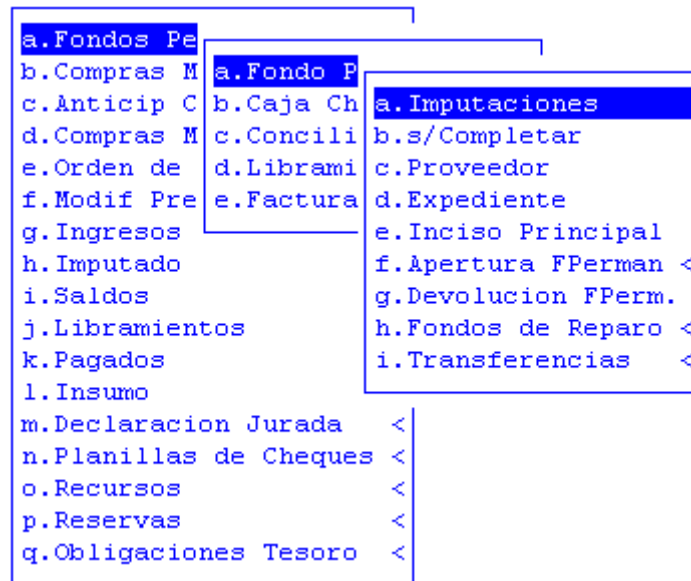 a.Fondos Pe
b.Compras M
c.Anticip C
d.Compras M
e.Orden de
f.Modif Pre
g.Ingresos
h.Imputado
i.Saldos
j.Libramientos
k.Pagados
l.Insumo
m.Declaracion Jurada <
n.Planillas de Cheques <
o.Recursos <
p.Reservas <
q.Obligaciones Tesoro <
a.Fondo P
b.Caja Ch
c.Concili
d.Librami
e.Factura
a.Imputaciones
b.s/Completar
c.Proveedor
d.Expediente
e.Inciso Principal
f.Apertura FPerman <
g.Devolucion FPerm.
h.Fondos de Reparo <
i.Transferencias <